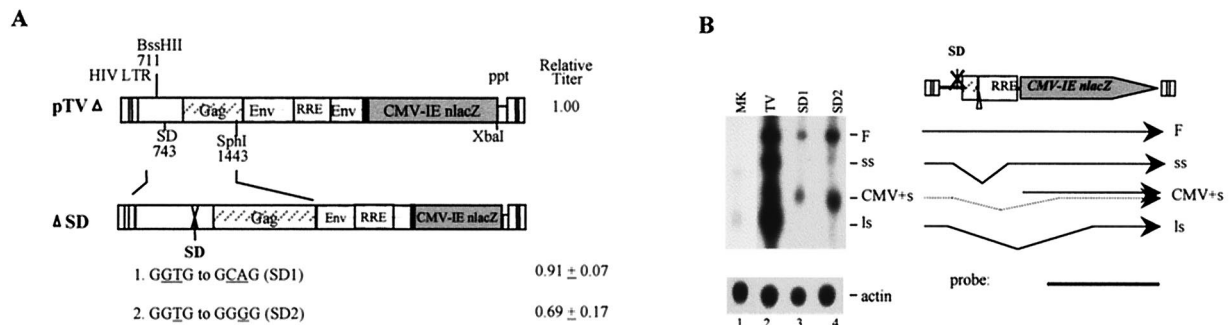 A
BssHII
711
HIV LTR
ppt
Relative
Titer
pTV Δ
Gag
Env
RRE
Env
CMV-IE nlacZ
1.00
SD
743
SphI
1443
XbaI
Δ SD
Gag
Env
RRE
CMV-IE nlacZ
SD
1. GGTG to GCAG (SD1)
0.91 ± 0.07
2. GGTG to GGGG (SD2)
0.69 ± 0.17
B
MK
TV
SD1
SD2
F
ss
CMV+s
ls
actin
1 2 3 4
SD
RRE
CMV-IE nlacZ
F
ss
CMV+s
ls
probe: